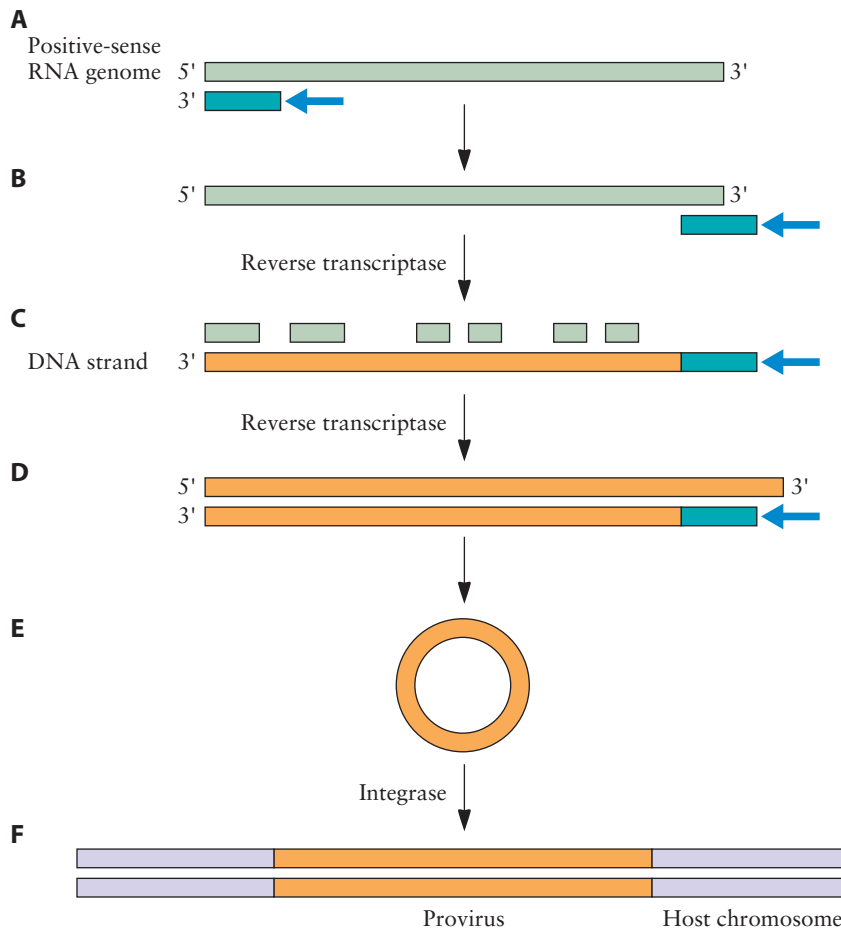 A
Positive-sense
RNA genome 5' 3'
3'
B
5' 3'
Reverse transcriptase
C
DNA strand 3'
Reverse transcriptase
D
5' 3'
3'
E
Integrase
F
Provirus Host chromosome